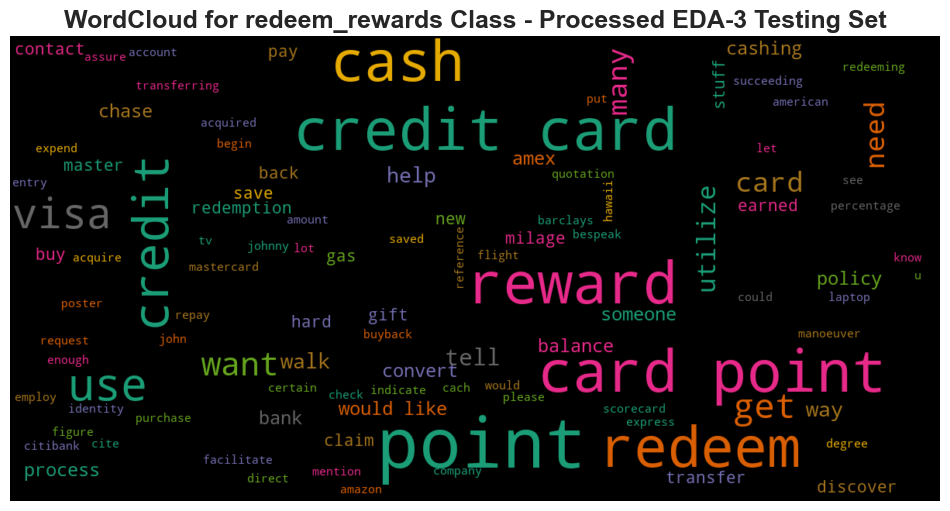 WordCloud for redeem_rewards Class - Processed EDA-3 Testing Set
contact
assure
account
pay
cash
many
stuff
cashing
redeeming
succeeding
transferring
chase
acquired
put
american
credit card
need
begin
expend
let
master
amex
entry
credit
back
help
quotation
hawaii
card
see
save
visa
redemption
utilize
earned
percentage
amount
new
barclays
bespeak
tv
johnny
lot
saved
reference
milage
buy
acquire
gas
flight
know
mastercard
reward
policy
u
poster
repay
hard
gift
someone
could
laptop
request
john
buyback
manoeuver
balance
enough
want
walk
tell
convert
card point
use
certain
check
indicate
cach
would
please
employ
identity
would like
scorecard
express
get
way
purchase
bank
figure
citibank
cite
claim
point
redeem
degree
process
facilitate
direct
mention
company
amazon
transfer
discover